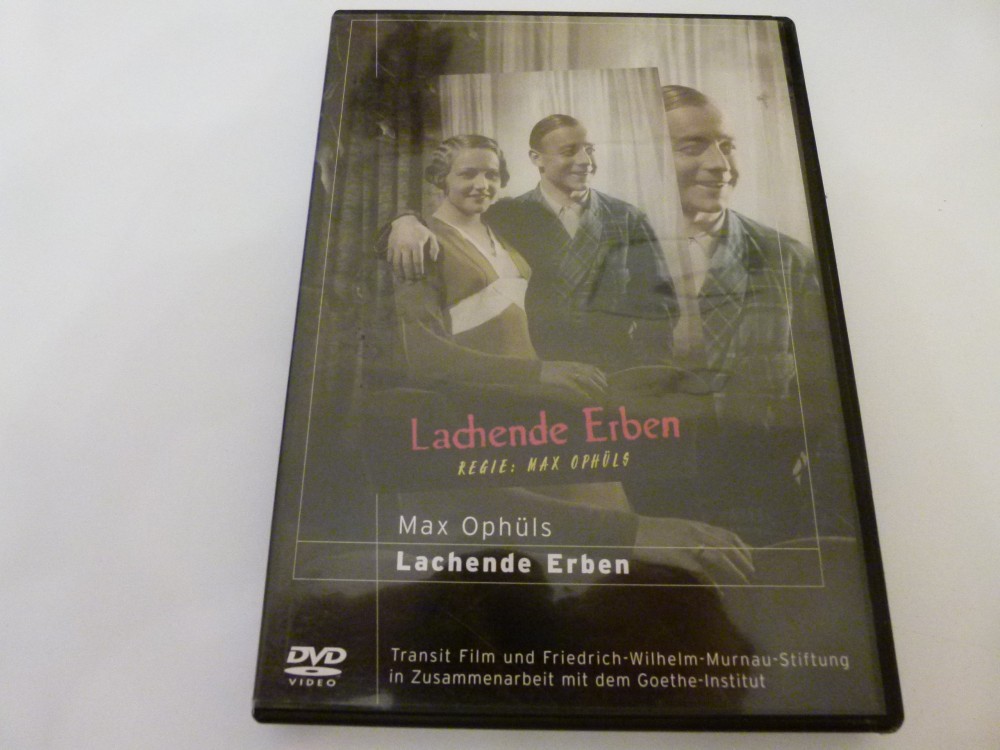 Lachende Erben
REGIE: MAX OPHÜLS
Max Ophüls
Lachende Erben
DVD
VIDEO
Transit Film und Friedrich-Wilhelm-Murnau-Stiftung
in Zusammenarbeit mit dem Goethe-Institut